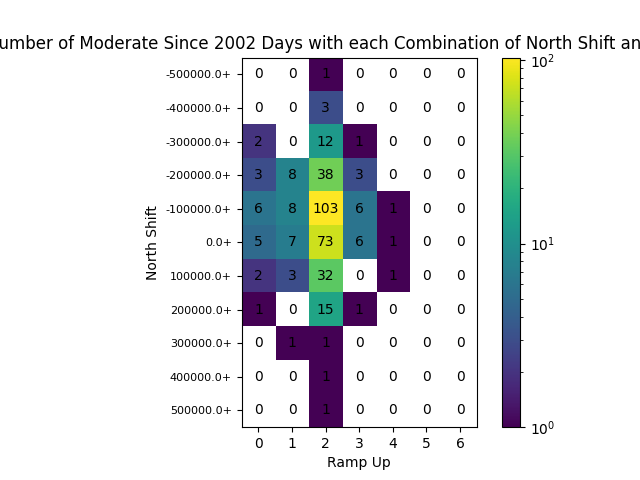 umber of Moderate Since 2002 Days with each Combination of North Shift an
-500000.0+ 0 0 1 0 0 0 0
-400000.0+ 0 0 3 0 0 0 0
-300000.0+ 2 0 12 1 0 0 0
-200000.0+ 3 8 38 3 0 0 0
-100000.0+ 6 8 103 6 1 0 0
0.0+ 5 7 73 6 1 0 0
100000.0+ 2 3 32 0 1 0 0
200000.0+ 1 0 15 1 0 0 0
300000.0+ 0 1 1 0 0 0 0
400000.0+ 0 0 1 0 0 0 0
500000.0+ 0 0 1 0 0 0 0
0 1 2 3 4 5 6
Ramp Up
North Shift
10²
10¹
10⁰